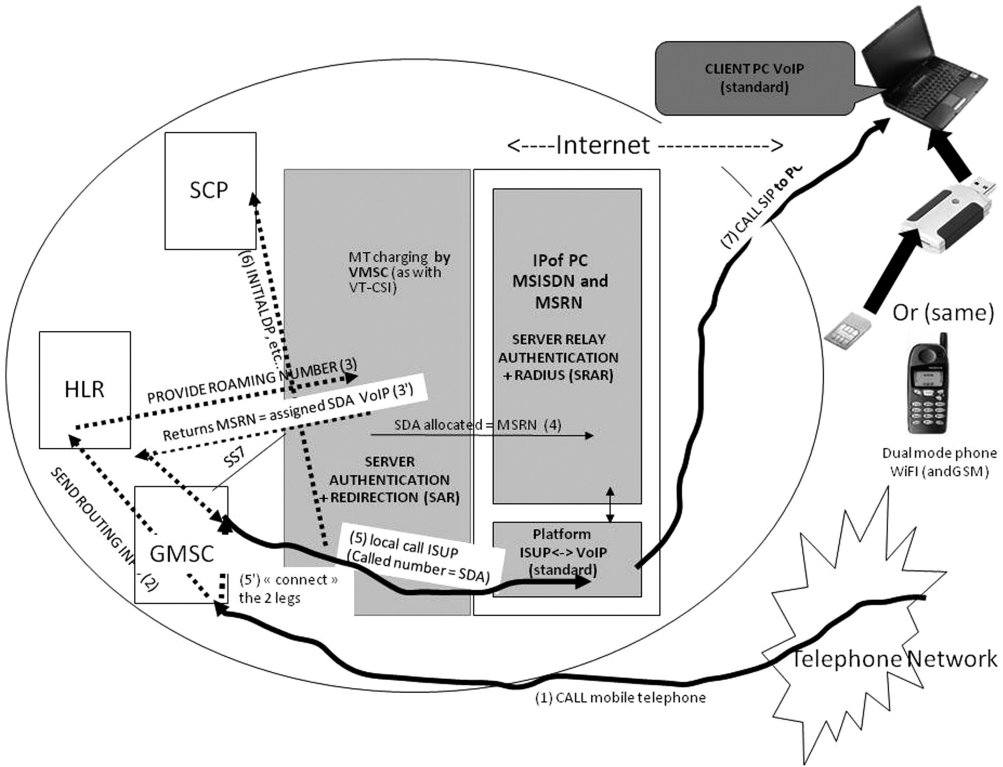 CLIENT PC VoIP
(standard)
<----Internet ------------->
SCP
MT charging by
VMSC (as with
VT-CSI)
IPof PC
MSISDN and
MSRN
SERVER RELAY
AUTHENTICATION
+ RADIUS (SRAR)
(7) CALL SIP to PC
(6) INITIALDP, etc..
Or (same)
HLR
PROVIDE ROAMING NUMBER (3)
Returns MSRN = assigned SDA VoIP (3')
SDA allocated = MSRN (4)
SS7
Dual mode phone
WiFI (andGSM)
SERVER
AUTHENTICATION
+REDIRECTION (SAR)
SEND ROUTING INF. (2)
GMSC
(5) local call ISUP
(Called number = SDA)
Platform
ISUP<-> VoIP
(standard)
(5') « connect »
the 2 legs
Telephone Network
(1) CALL mobile telephone